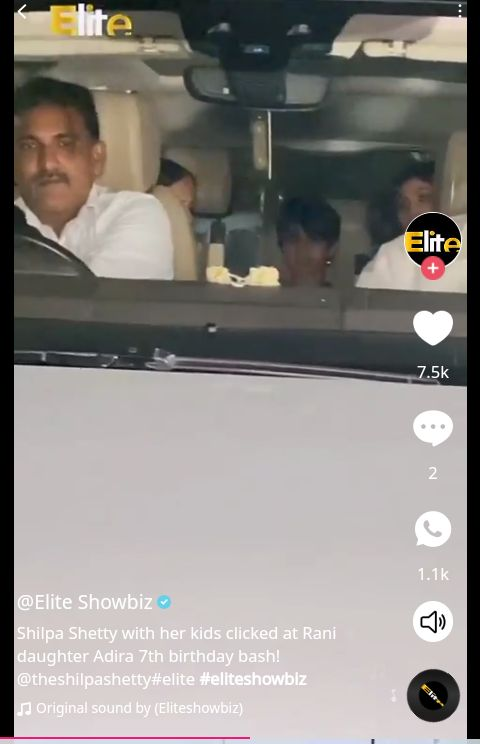 Elite
Elite
7.5k
2
1.1k
@Elite Showbiz
Shilpa Shetty with her kids clicked at Rani
daughter Adira 7th birthday bash!
@theshilpashetty#elite #eliteshowbiz
Original sound by (Eliteshowbiz)